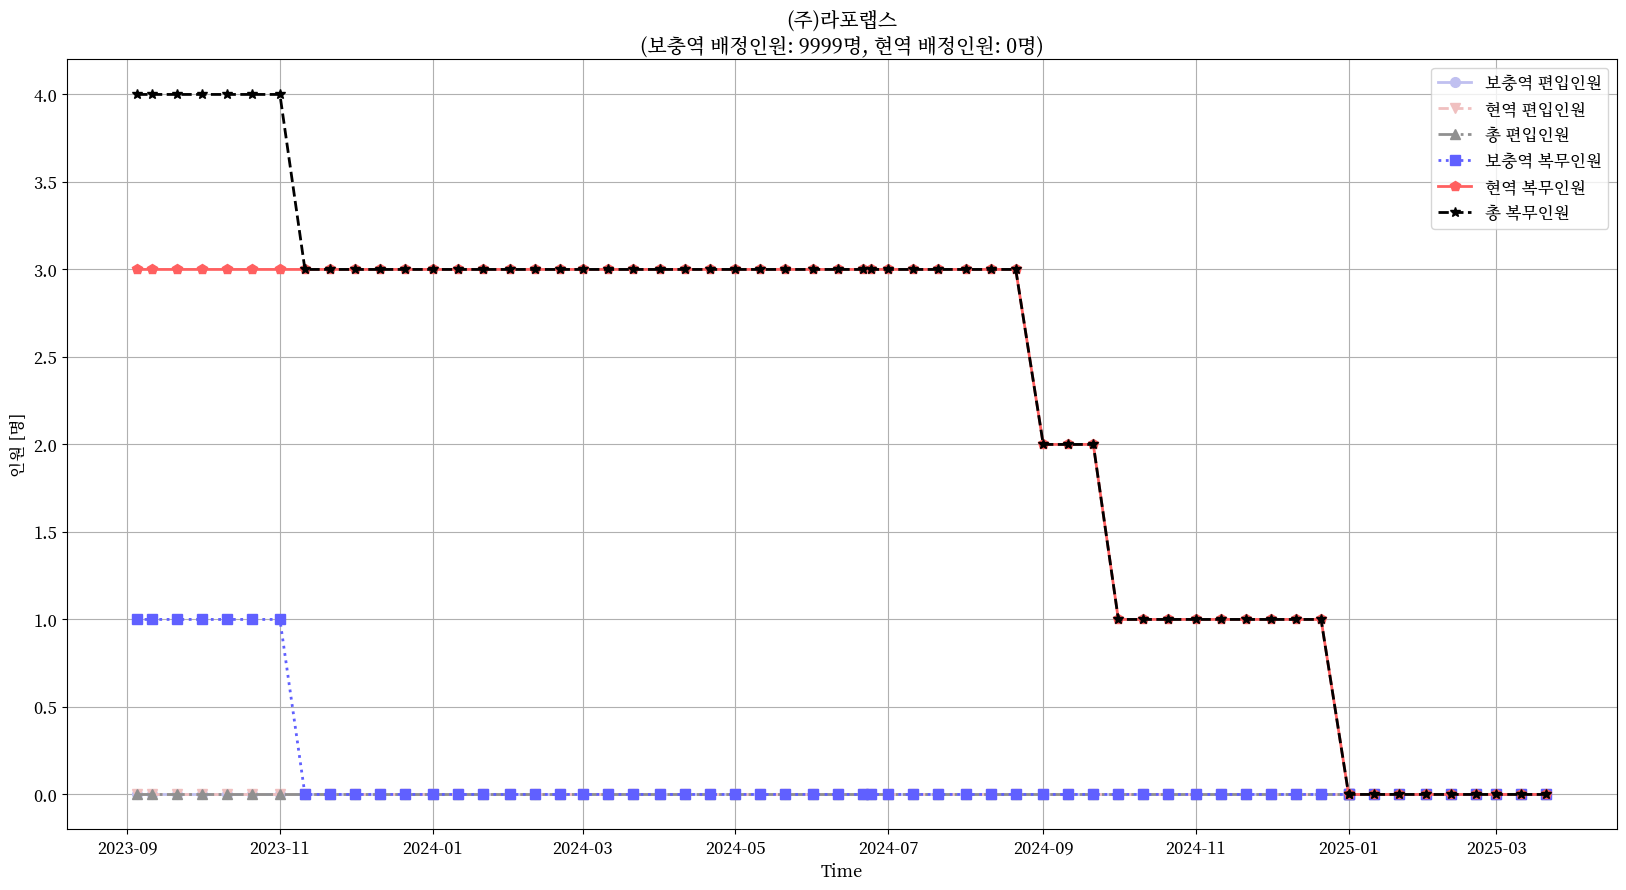 (주)라포랩스
(보충역 배정인원: 9999명, 현역 배정인원: 0명)
보충역 편입인원
현역 편입인원
총 편입인원
보충역 복무인원
현역 복무인원
총 복무인원
인원 [명]
4.0
3.5
3.0
2.5
2.0
1.5
1.0
0.5
0.0
2023-09 2023-11 2024-01 2024-03 2024-05 2024-07 2024-09 2024-11 2025-01 2025-03
Time